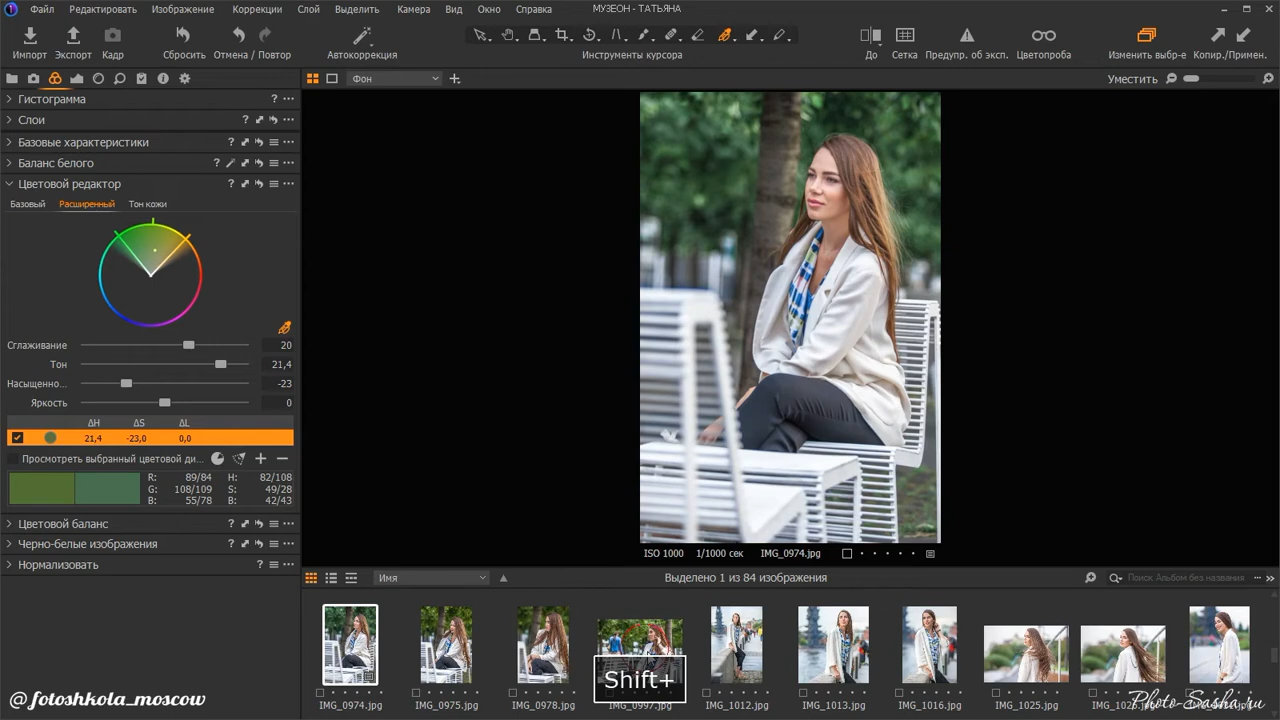 Файл Редактировать Изображение Коррекции Слой Выделить Камера Вид Окно Справка МУЗЕОН - ТАТЬЯНА
Импорт Экспорт Кадр Сбросить Отмена / Повтор Автокоррекция Инструменты курсора До Сетка Предупр. об эксп. Цветопроба Изменить выбр-е Копир./Примен.
Фон Уместить
Гистограмма
Слои
Базовые характеристики
Баланс белого
Цветовой редактор
Базовый Расширенный Тон кожи
Сглаживание 20
Тон 21,4
Насыщенно... -23
Яркость 0
ΔH ΔS ΔL
21,4 -23,0 0,0
Просмотреть выбранный цветовой ди...
R: 89/84 H: 82/108
G: 108/109 S: 49/28
B: 55/78 B: 42/43
Цветовой баланс
Черно-белые изображения
Нормализовать
ISO 1000 1/1000 сек IMG_0974.jpg
Имя Выделено 1 из 84 изображения Поиск Альбом без названия
Shift+
IMG_0974.jpg IMG_0975.jpg IMG_0978.jpg IMG_0997.jpg IMG_1012.jpg IMG_1013.jpg IMG_1016.jpg IMG_1025.jpg
@fotoshkola_moscow
Photo-Sasha.ru